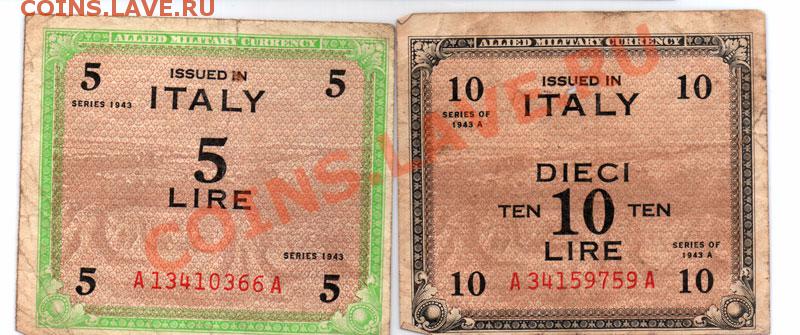 COINS.LAVE.RU
ALLIED MILITARY CURRENCY
5 ISSUED IN 5
SERIES 1943 ITALY
5
LIRE
SERIES 1943
5 A13410366A 5
ALLIED MILITARY CURRENCY
10 ISSUED IN 10
SERIES OF ITALY
1943 A
DIECI
TEN 10 TEN
LIRE
SERIES OF
1943 A
10 A34159759A 10
COINS.LAVE.RU